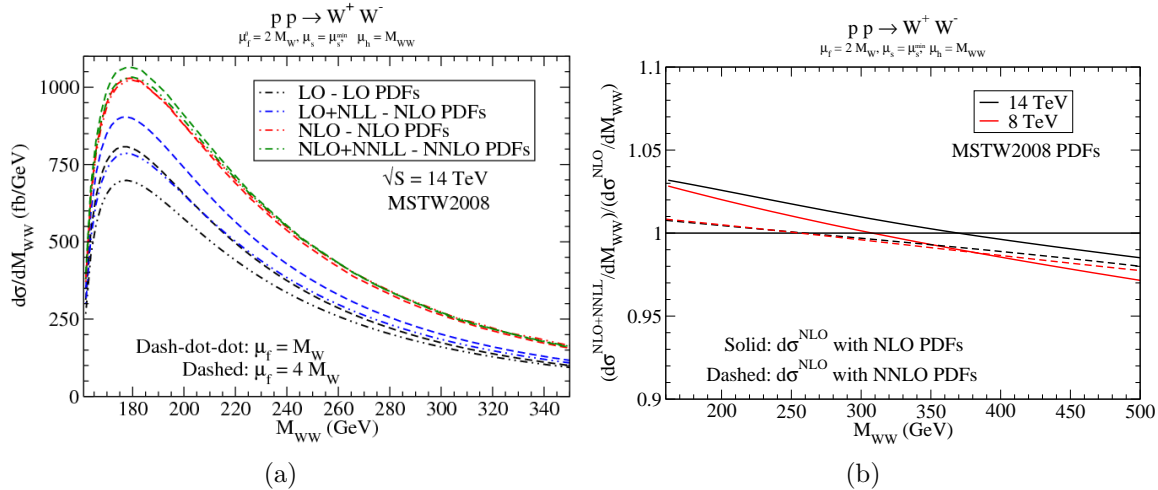 p p → W⁺ W⁻
μ_f⁰ = 2 M_W, μ_s = μ_s^min, μ_h = M_WW
dσ/dM_WW (fb/GeV)
1000
750
500
250
0
LO - LO PDFs
LO+NLL - NLO PDFs
NLO - NLO PDFs
NLO+NNLL - NNLO PDFs
√S = 14 TeV
MSTW2008
Dash-dot-dot: μ_f = M_W
Dashed: μ_f = 4 M_W
180 200 220 240 260 280 300 320 340
M_WW (GeV)
(a)
p p → W⁺ W⁻
μ_f = 2 M_W, μ_s = μ_s^min, μ_h = M_WW
(dσ^NLO+NNLL/dM_WW)/(dσ^NLO/dM_WW)
1.1
1.05
1
0.95
0.9
14 TeV
8 TeV
MSTW2008 PDFs
Solid: dσ^NLO with NLO PDFs
Dashed: dσ^NLO with NNLO PDFs
200 250 300 350 400 450 500
M_WW (GeV)
(b)